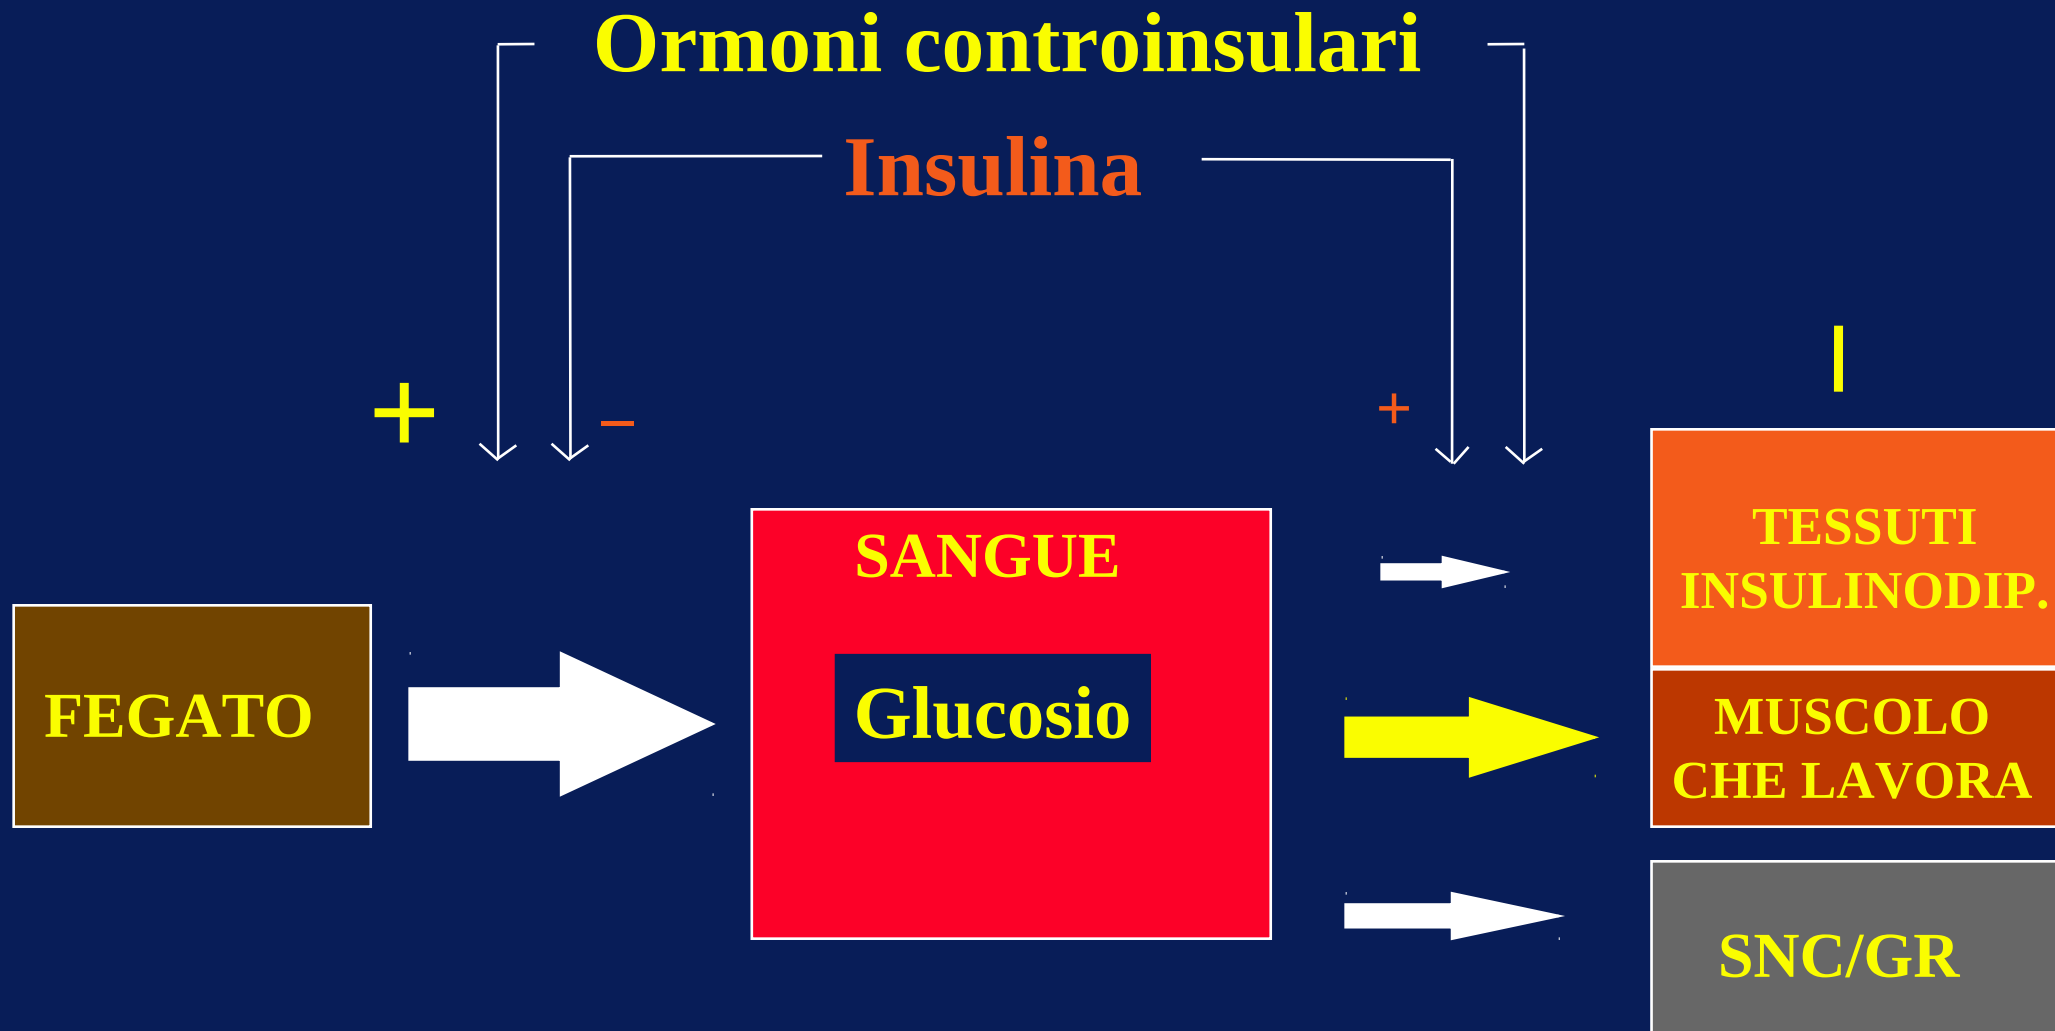 Ormoni controinsulari
Insulina
+
–
+
|
TESSUTI
INSULINODIP.
SANGUE
FEGATO
Glucosio
MUSCOLO
CHE LAVORA
SNC/GR